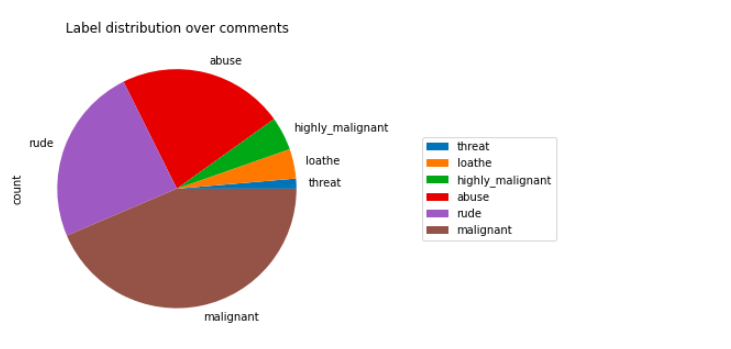 Label distribution over comments
abuse
rude
highly_malignant
loathe
threat
count
malignant
threat
loathe
highly_malignant
abuse
rude
malignant